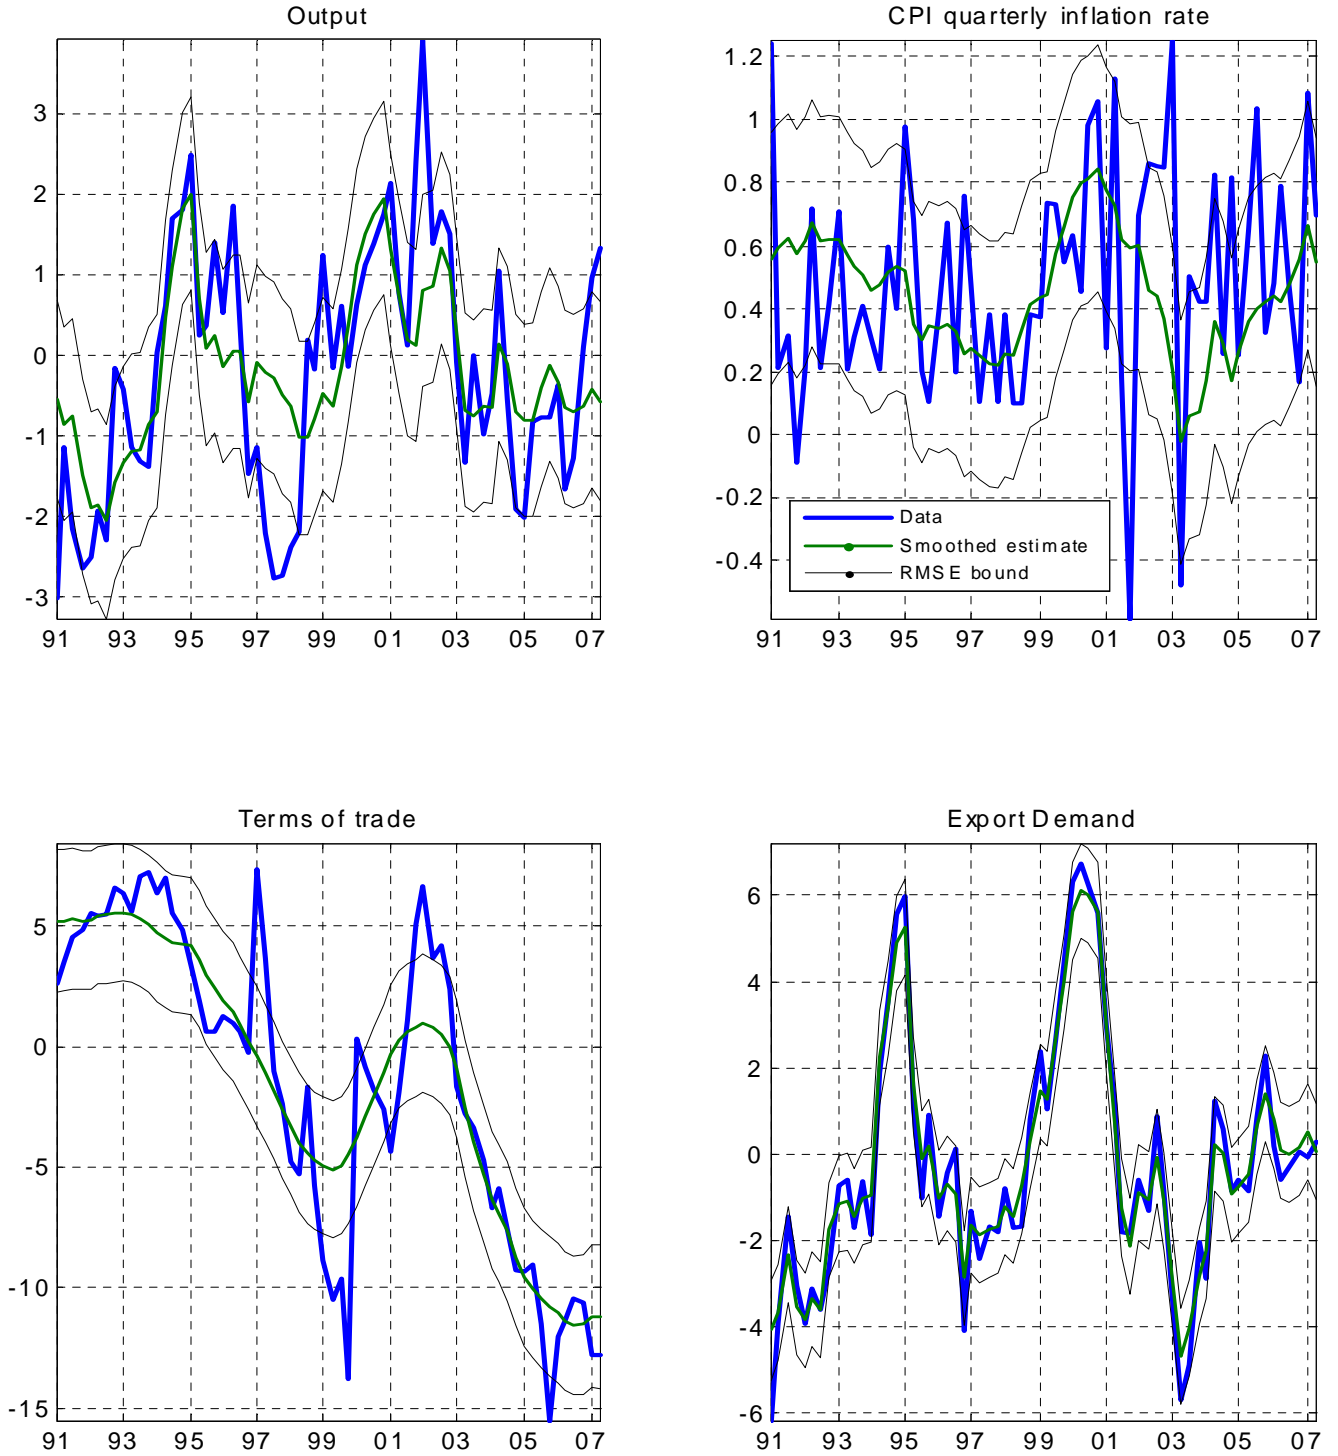 Output
CPI quarterly inflation rate
3
2
1
0
-1
-2
-3
91 93 95 97 99 01 03 05 07
1.2
1
0.8
0.6
0.4
0.2
0
-0.2
-0.4
Data
Smoothed estimate
RMSE bound
91 93 95 97 99 01 03 05 07
Terms of trade
Export Demand
5
0
-5
-10
-15
91 93 95 97 99 01 03 05 07
6
4
2
0
-2
-4
-6
91 93 95 97 99 01 03 05 07